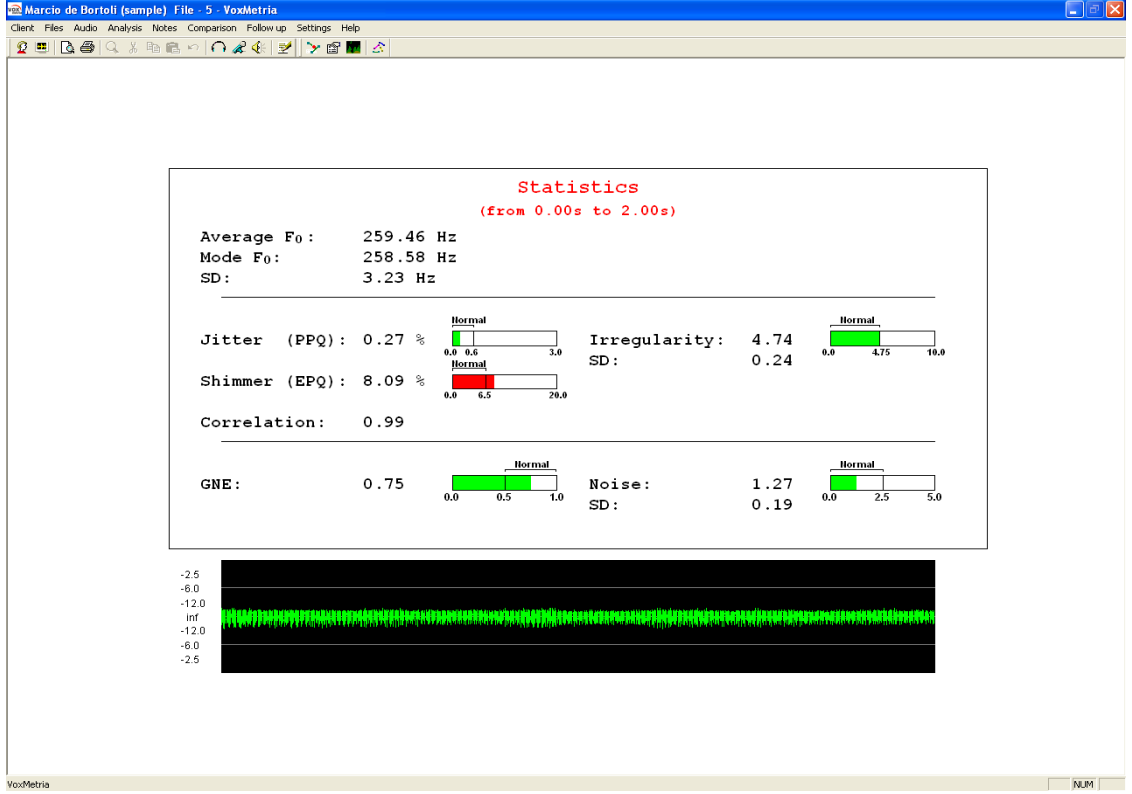 Marcio de Bortoli (sample) File - 5 - VoxMetria
Client Files Audio Analysis Notes Comparison Follow up Settings Help
Statistics
(from 0.00s to 2.00s)
Average F0: 259.46 Hz
Mode F0: 258.58 Hz
SD: 3.23 Hz
Normal
Jitter (PPQ): 0.27 %
0.0 0.6 3.0
Normal
Irregularity: 4.74
0.0 4.75 10.0
SD: 0.24
Normal
Shimmer (EPQ): 8.09 %
0.0 6.5 20.0
Correlation: 0.99
Normal
GNE: 0.75
0.0 0.5 1.0
Normal
Noise: 1.27
0.0 2.5 5.0
SD: 0.19
-2.5
-6.0
-12.0
inf
-12.0
-6.0
-2.5
VoxMetria NUM